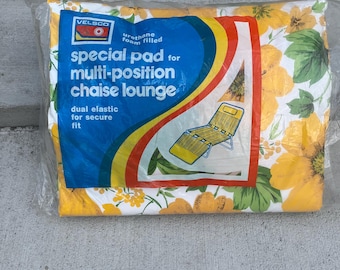 VELSCO
urethane
foam filled
special pad for
multi-position
chaise lounge
dual elastic
for secure
fit